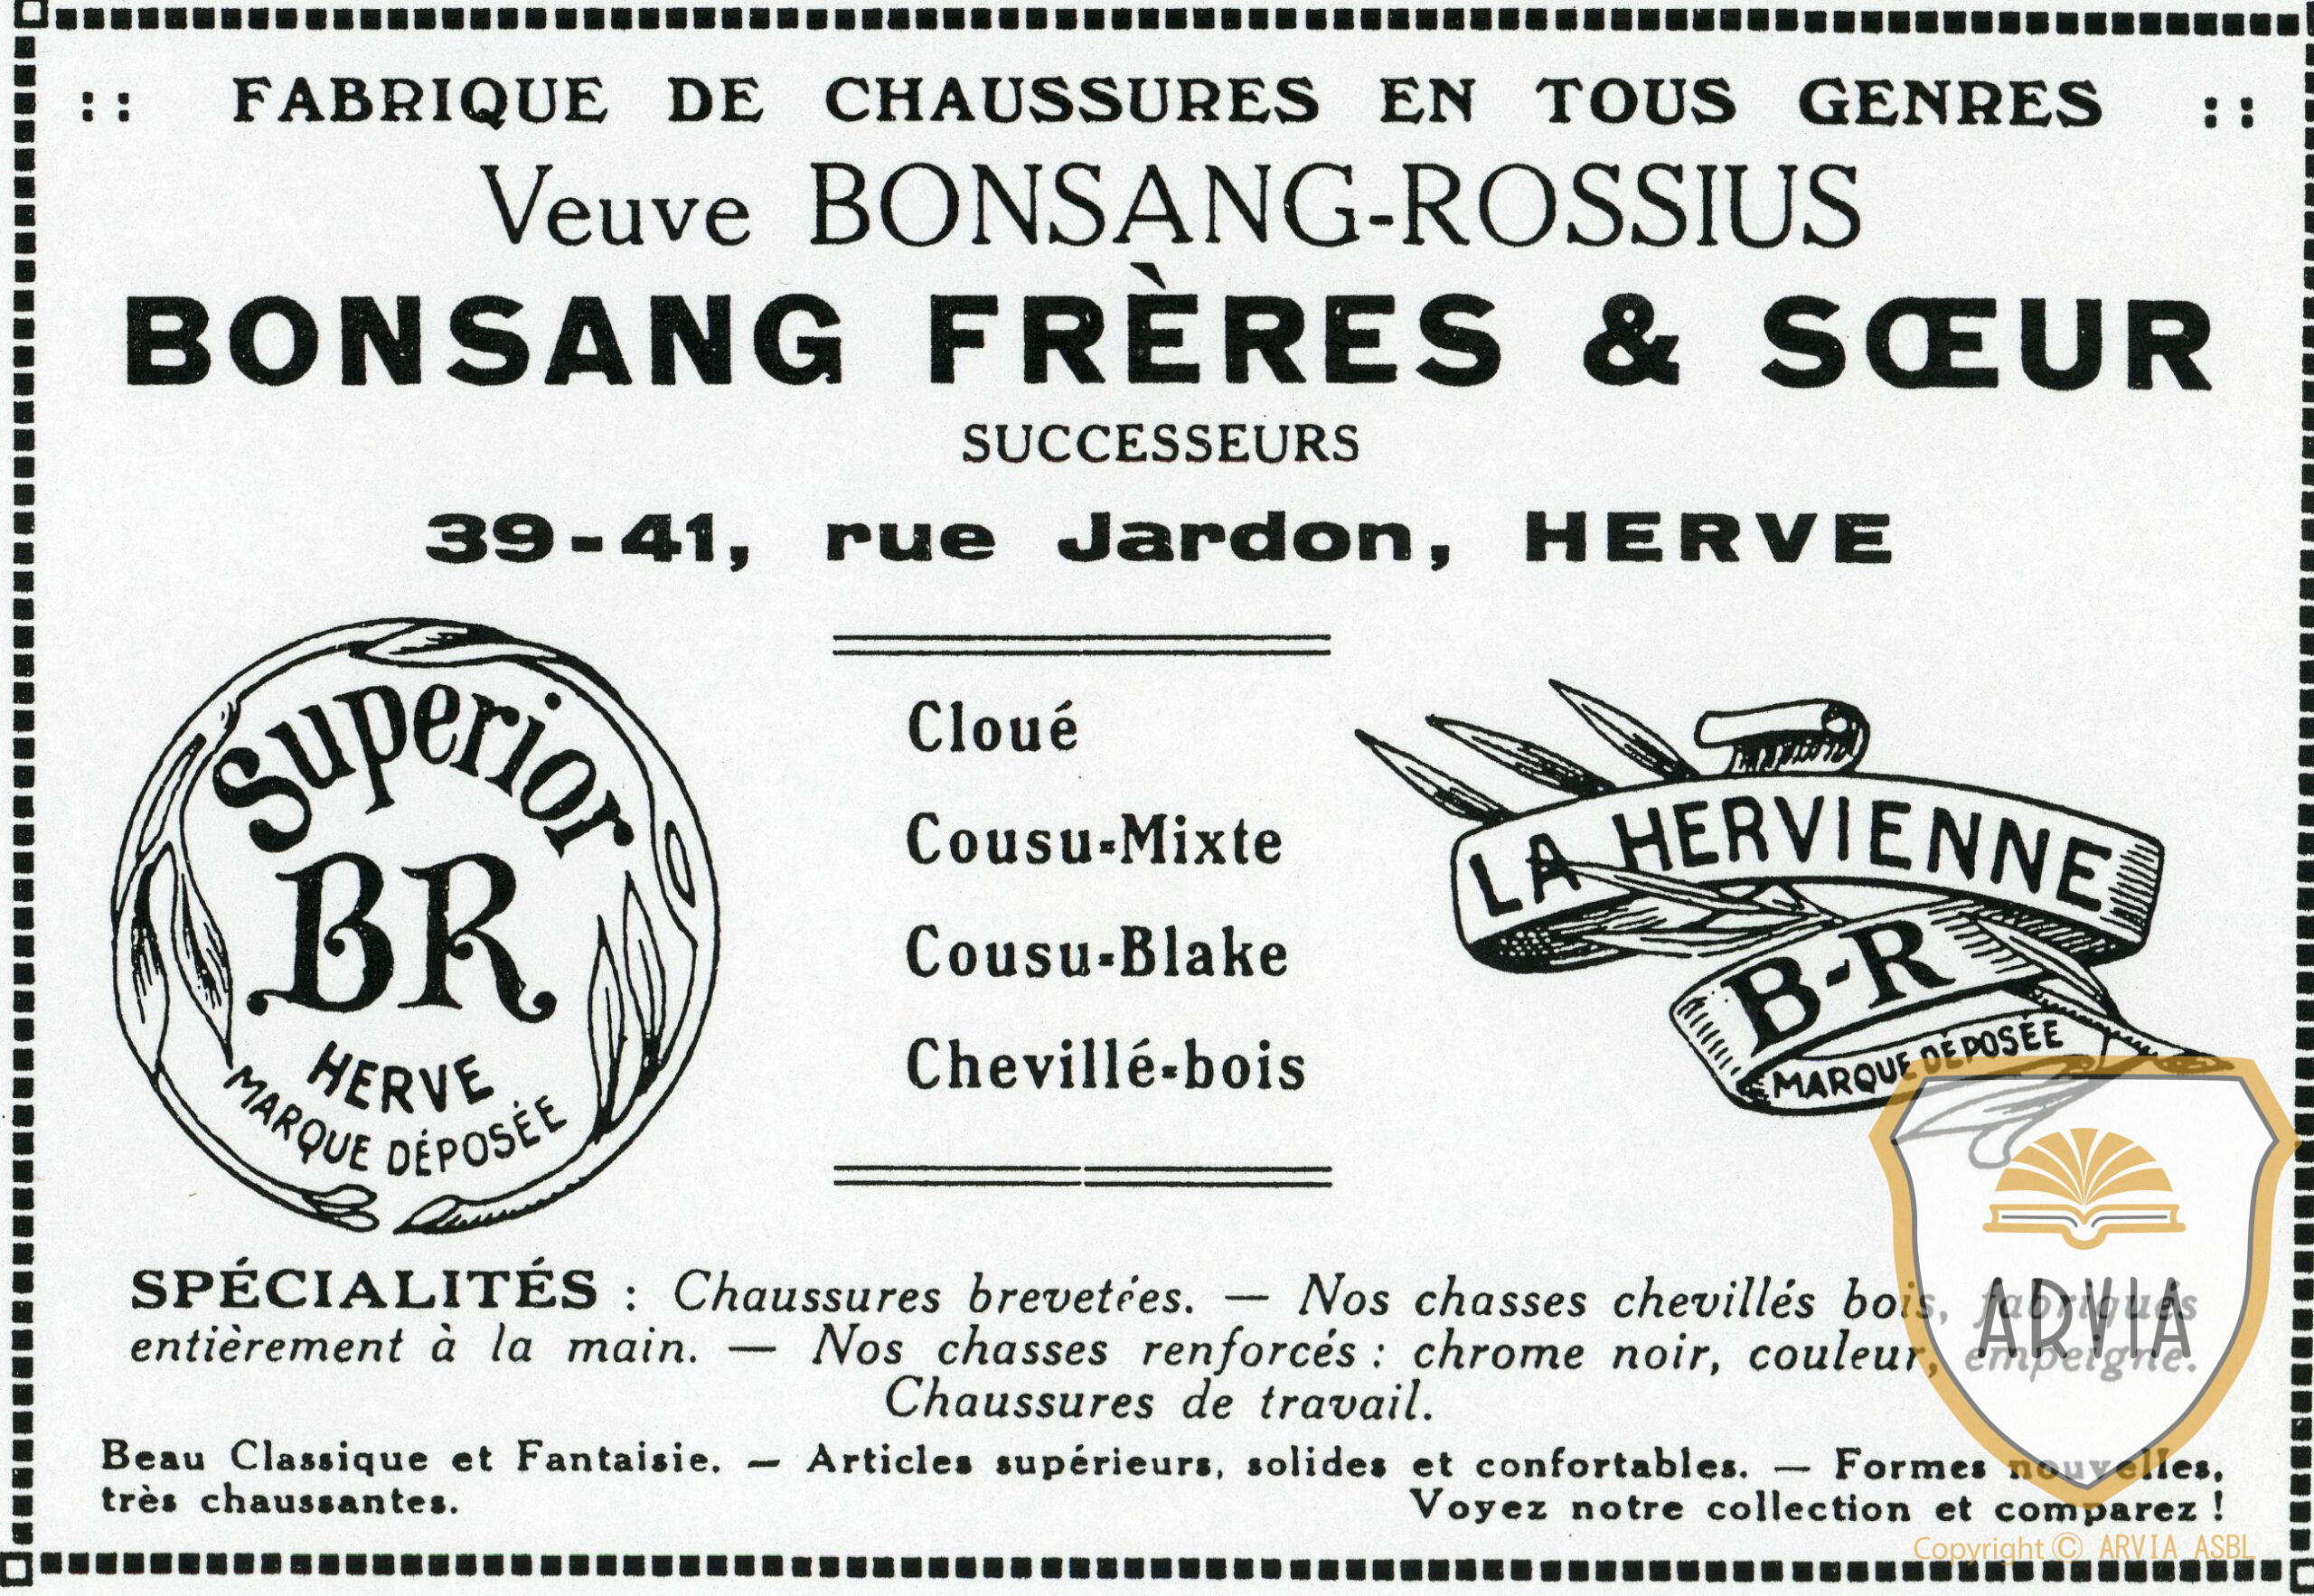 :: FABRIQUE DE CHAUSSURES EN TOUS GENRES ::
Veuve BONSANG-ROSSIUS
BONSANG FRÈRES & SŒUR
SUCCESSEURS
39-41, rue Jardon, HERVE
Superior
BR
HERVE
MARQUE DÉPOSÉE
Cloué
Cousu-Mixte
Cousu-Blake
Chevillé-bois
LA HERVIENNE
B-R
MARQUE DÉPOSÉE
SPÉCIALITÉS : Chaussures brevetées. — Nos chasses chevillés bois, fabriqués
entièrement à la main. — Nos chasses renforcés : chrome noir, couleur, empeigne.
Chaussures de travail.
Beau Classique et Fantaisie. — Articles supérieurs, solides et confortables. — Formes nouvelles,
très chaussantes. Voyez notre collection et comparez !
ARVIA
Copyright © ARVIA ASBL